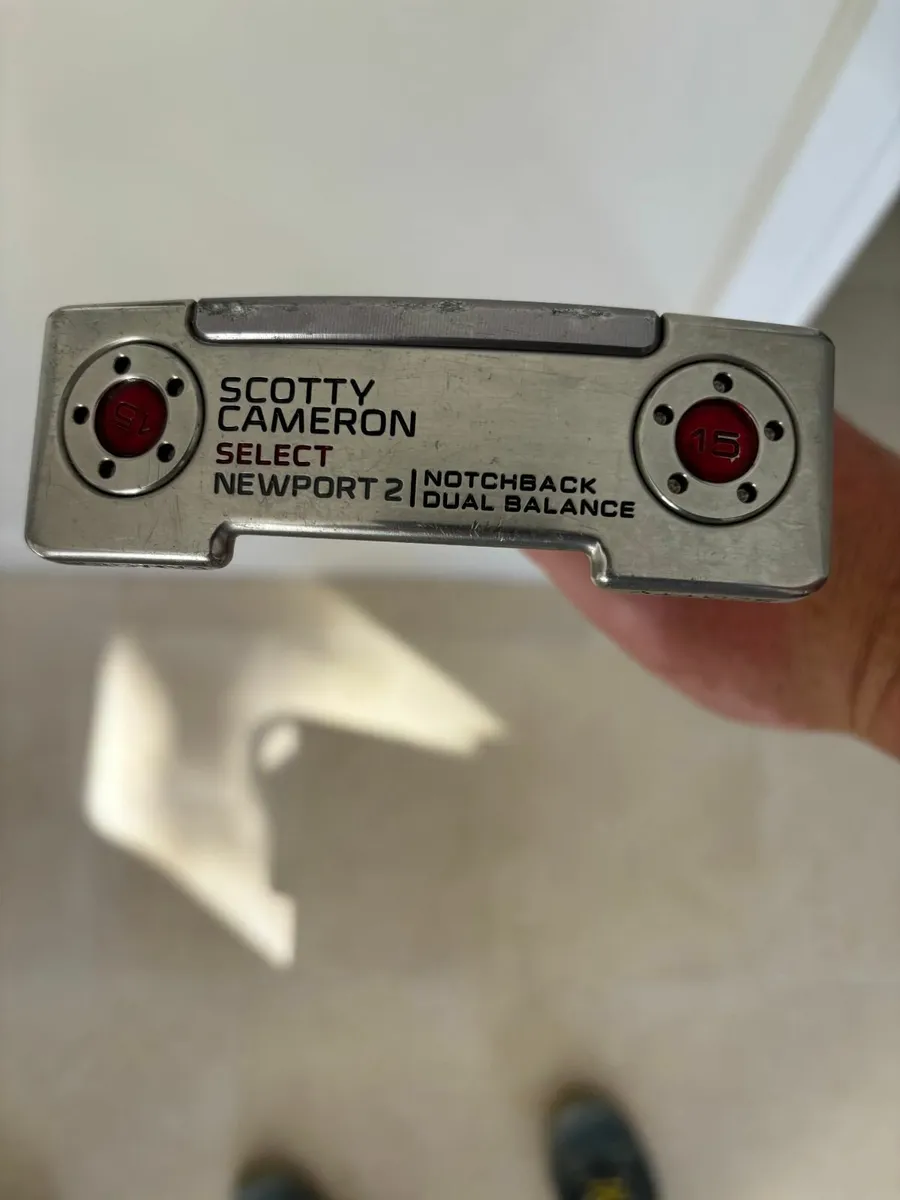 SCOTTY
CAMERON
SELECT
NEWPORT 2 | NOTCHBACK
DUAL BALANCE
15
15